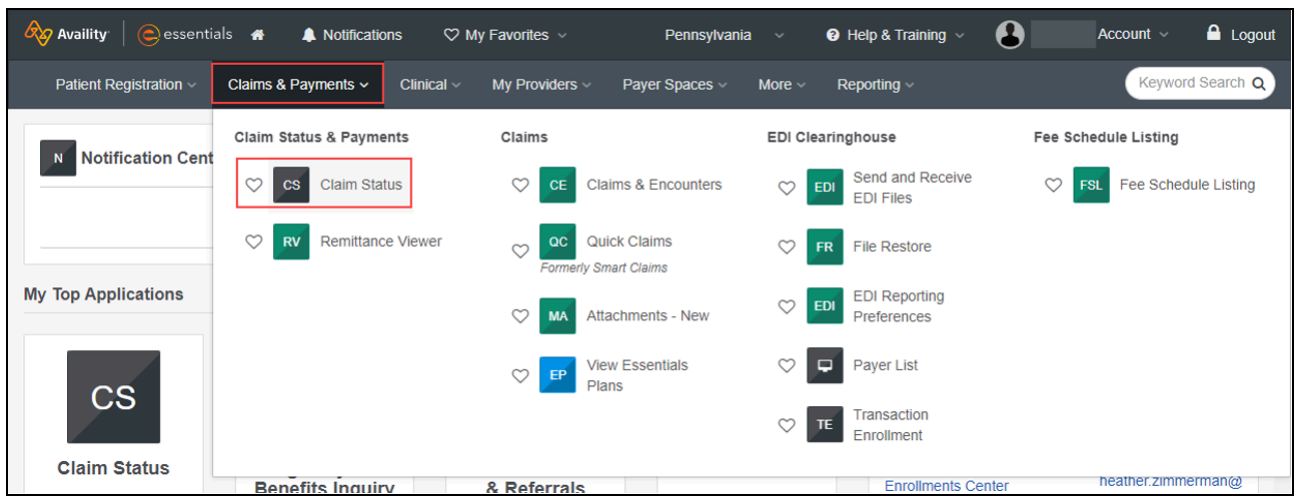 Availity essentials Notifications My Favorites Pennsylvania Help & Training Account Logout
Patient Registration Claims & Payments Clinical My Providers Payer Spaces More Reporting Keyword Search
N Notification Cent
My Top Applications
CS
Claim Status
Claim Status & Payments
CS Claim Status
RV Remittance Viewer
Claims
CE Claims & Encounters
QC Quick Claims
Formerly Smart Claims
MA Attachments - New
EP View Essentials
Plans
EDI Clearinghouse
EDI Send and Receive
EDI Files
FR File Restore
EDI EDI Reporting
Preferences
Payer List
TE Transaction
Enrollment
Fee Schedule Listing
FSL Fee Schedule Listing
Benefits Inquiry
& Referrals
Enrollments Center
heather.zimmerman@